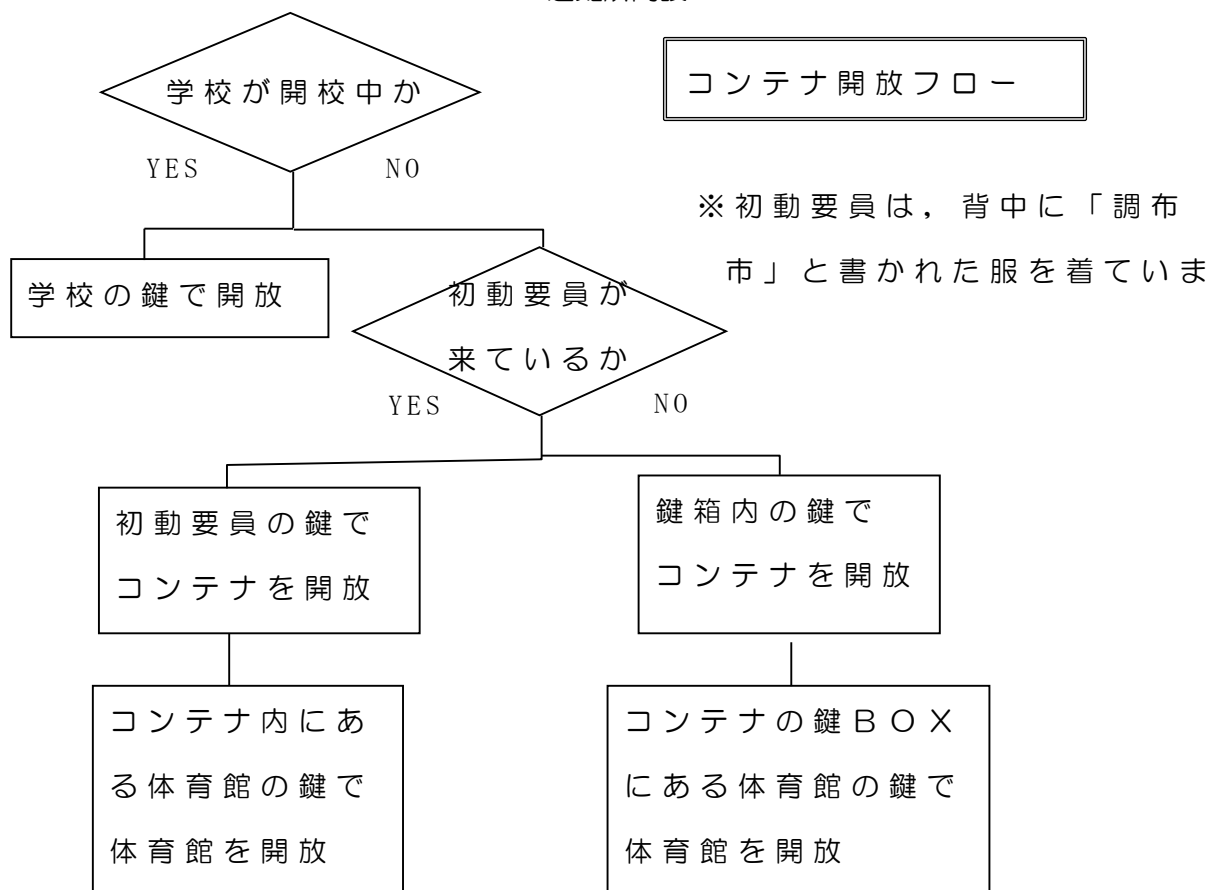 学校が開校中か
コンテナ開放フロー
YES
NO
※初動要員は，背中に「調布
市」と書かれた服を着ていま
学校の鍵で開放
初動要員が
来ているか
YES
NO
初動要員の鍵で
コンテナを開放
鍵箱内の鍵で
コンテナを開放
コンテナ内にあ
る体育館の鍵で
体育館を開放
コンテナの鍵ＢＯＸ
にある体育館の鍵で
体育館を開放